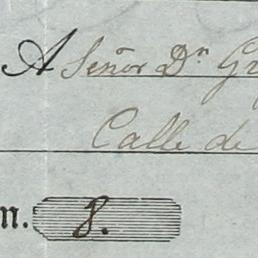 A Señor Dn
Calle de
n. 8.